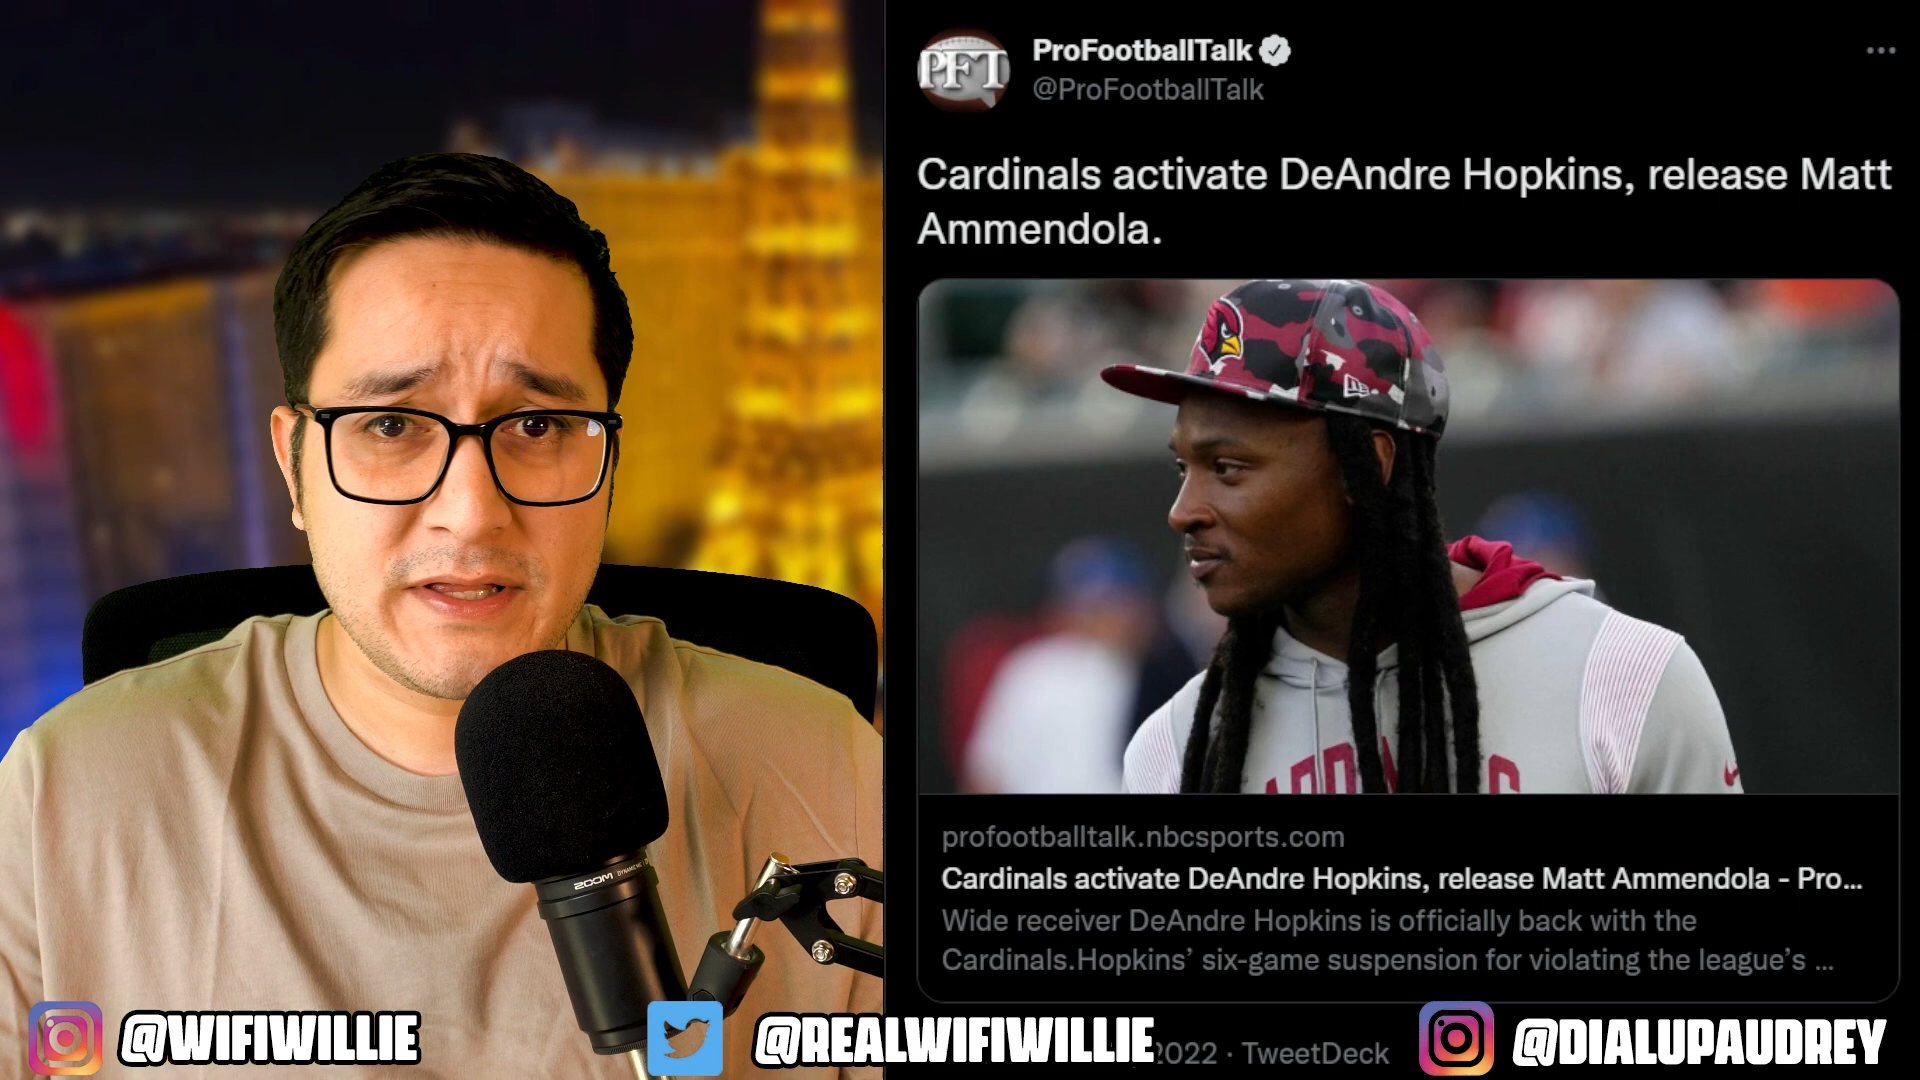 PFT
ProFootballTalk
@ProFootballTalk
Cardinals activate DeAndre Hopkins, release Matt
Ammendola.
profootballtalk.nbcsports.com
Cardinals activate DeAndre Hopkins, release Matt Ammendola - Pro...
Wide receiver DeAndre Hopkins is officially back with the
Cardinals.Hopkins’ six-game suspension for violating the league’s ...
ZOOM
@WIFIWILLIE
@REALWIFIWILLIE
2022 · TweetDeck
@DIALUPAUDREY